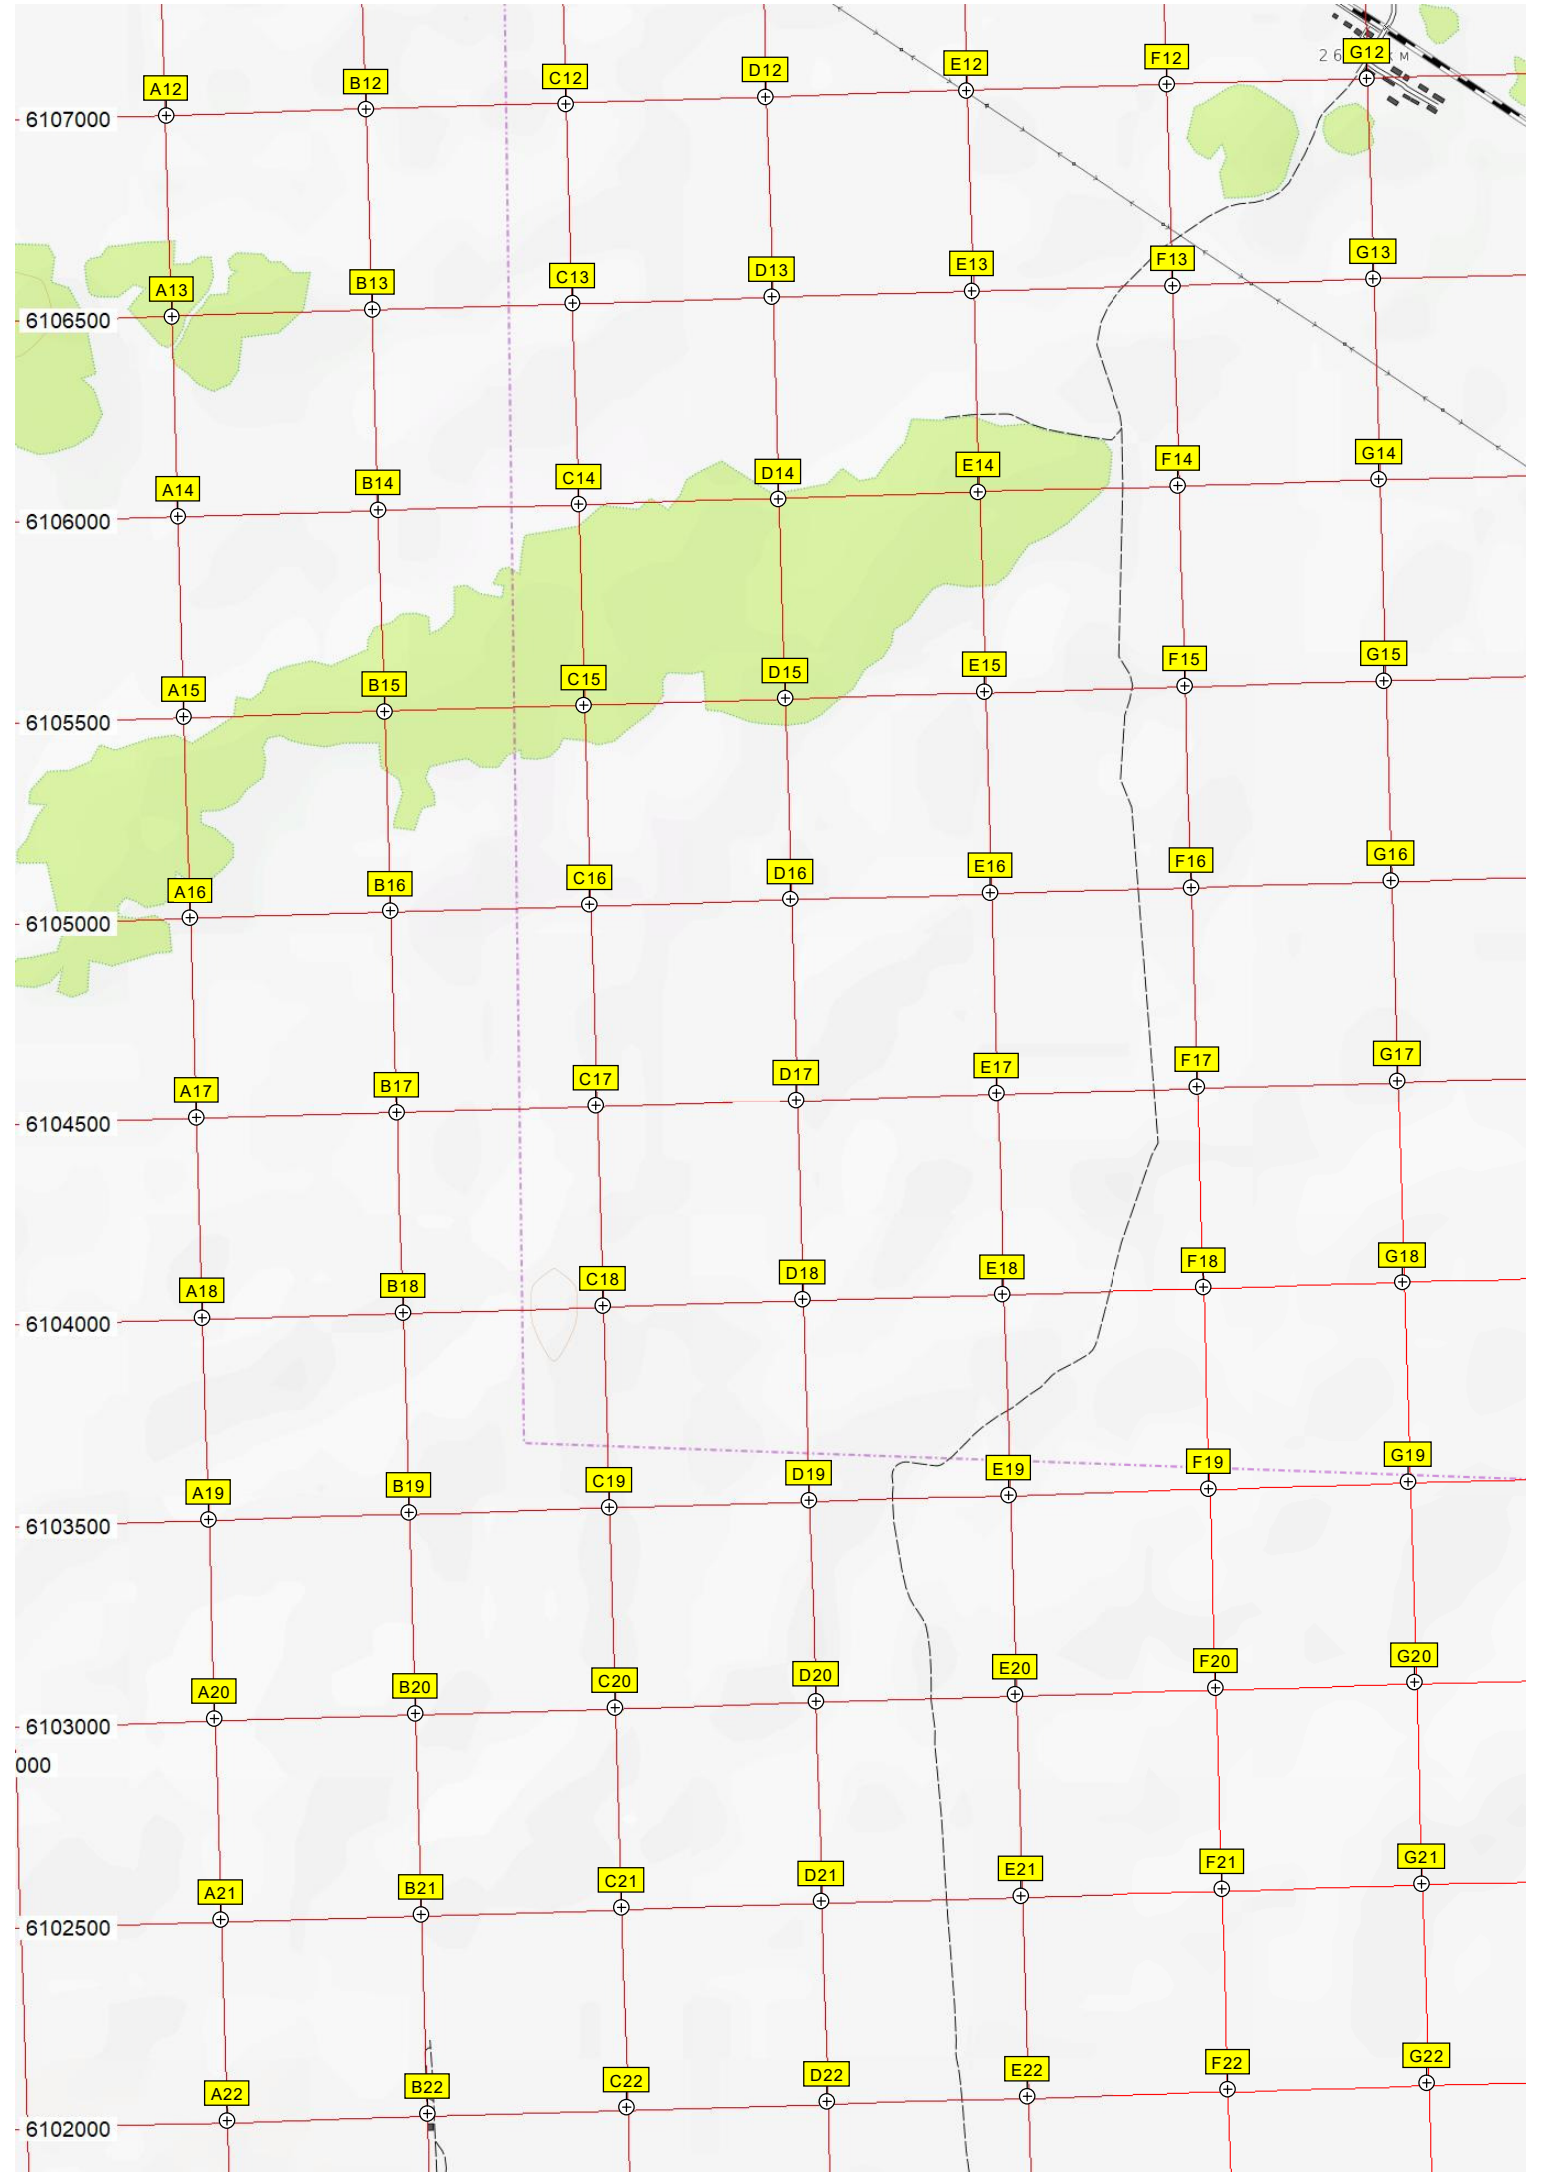 A12 B12 C12 D12 E12 F12 G12
26 км
6107000
A13 B13 C13 D13 E13 F13 G13
6106500
A14 B14 C14 D14 E14 F14 G14
6106000
A15 B15 C15 D15 E15 F15 G15
6105500
A16 B16 C16 D16 E16 F16 G16
6105000
A17 B17 C17 D17 E17 F17 G17
6104500
A18 B18 C18 D18 E18 F18 G18
6104000
A19 B19 C19 D19 E19 F19 G19
6103500
A20 B20 C20 D20 E20 F20 G20
6103000
000
A21 B21 C21 D21 E21 F21 G21
6102500
A22 B22 C22 D22 E22 F22 G22
6102000